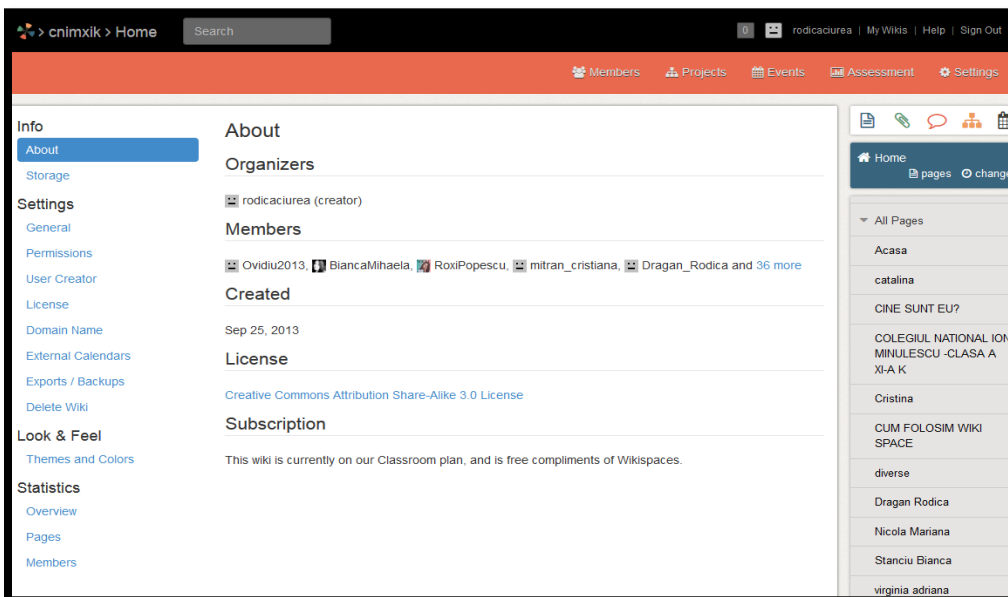 > cnimxik > Home
Search
0 rodicaciurea | My Wikis | Help | Sign Out
Members Projects Events Assessment Settings
Info
About
Storage
Settings
General
Permissions
User Creator
License
Domain Name
External Calendars
Exports / Backups
Delete Wiki
Look & Feel
Themes and Colors
Statistics
Overview
Pages
Members
About
Organizers
rodicaciurea (creator)
Members
Ovidiu2013, BiancaMihaela, RoxiPopescu, mitran_cristiana, Dragan_Rodica and 36 more
Created
Sep 25, 2013
License
Creative Commons Attribution Share-Alike 3.0 License
Subscription
This wiki is currently on our Classroom plan, and is free compliments of Wikispaces.
Home
pages change
All Pages
Acasa
catalina
CINE SUNT EU?
COLEGIUL NATIONAL ION
MINULESCU -CLASA A
XI-A K
Cristina
CUM FOLOSIM WIKI
SPACE
diverse
Dragan Rodica
Nicola Mariana
Stanciu Bianca
virginia adriana